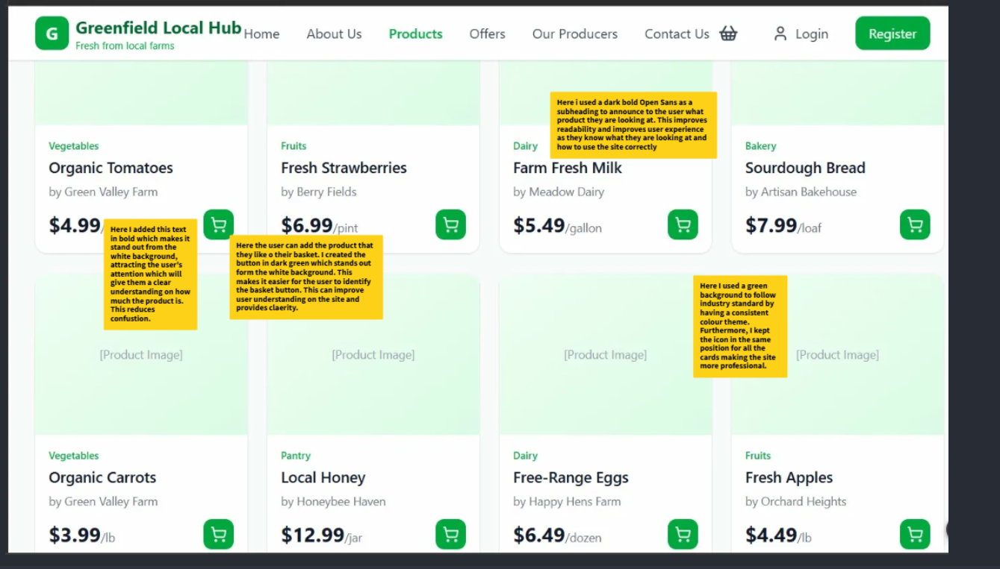 G
Greenfield Local Hub
Fresh from local farms
Home
About Us
Products
Offers
Our Producers
Contact Us
Login
Register
Here i used a dark bold Open Sans as a
subheading to announce to the user what
product they are looking at. This improves
readability and improves user experience
as they know what they are looking at and
how to use the site correctly
Vegetables
Organic Tomatoes
by Green Valley Farm
$4.99/
Fruits
Fresh Strawberries
by Berry Fields
$6.99/pint
Dairy
Farm Fresh Milk
by Meadow Dairy
$5.49/gallon
Bakery
Sourdough Bread
by Artisan Bakehouse
$7.99/loaf
Here I added this text
in bold which makes it
stand out from the
white background,
attracting the user's
attention which will
give them a clear
understanding on how
much the product is.
This reduces
confustion.
Here the user can add the product that
they like o their basket. I created the
button in dark green which stands out
form the white background. This
makes it easier for the user to identify
the basket button. This can improve
user understanding on the site and
provides claerity.
Here I used a green
background to follow
industry standard by
having a consistent
colour theme.
Furthermore, I kept
the icon in the same
position for all the
cards making the site
more professional.
[Product Image]
[Product Image]
[Product Image]
[Product Image]
Vegetables
Organic Carrots
by Green Valley Farm
$3.99/lb
Pantry
Local Honey
by Honeybee Haven
$12.99/jar
Dairy
Free-Range Eggs
by Happy Hens Farm
$6.49/dozen
Fruits
Fresh Apples
by Orchard Heights
$4.49/lb